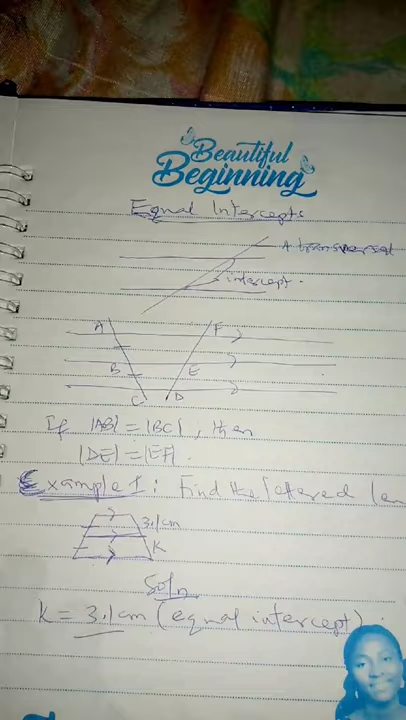 Beautiful
Beginning
Equal Intercepts
A transversal
intercept.
A F
B E
C D
If |AB| = |BC|, then
|DE| = |EF|.
Example 1: Find the lettered len
3.1cm
K
Soln
K = 3.1cm (equal intercept).